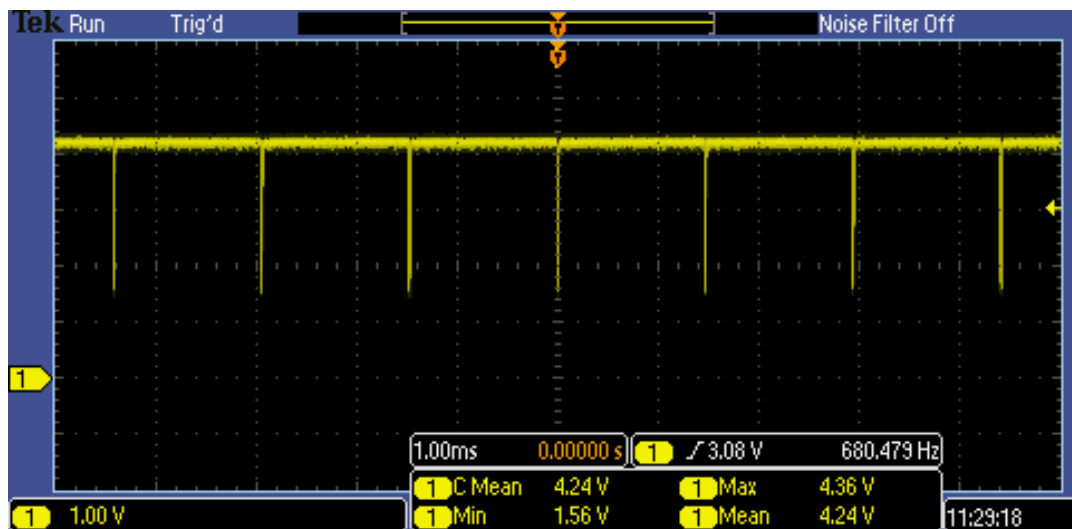 Tek Run Trig'd Noise Filter Off
T
T
1
1.00ms 0.00000 s 1 3.08 V 680.479 Hz
1 C Mean 4.24 V 1 Max 4.36 V
1 1.00 V 1 Min 1.56 V 1 Mean 4.24 V 11:29:18